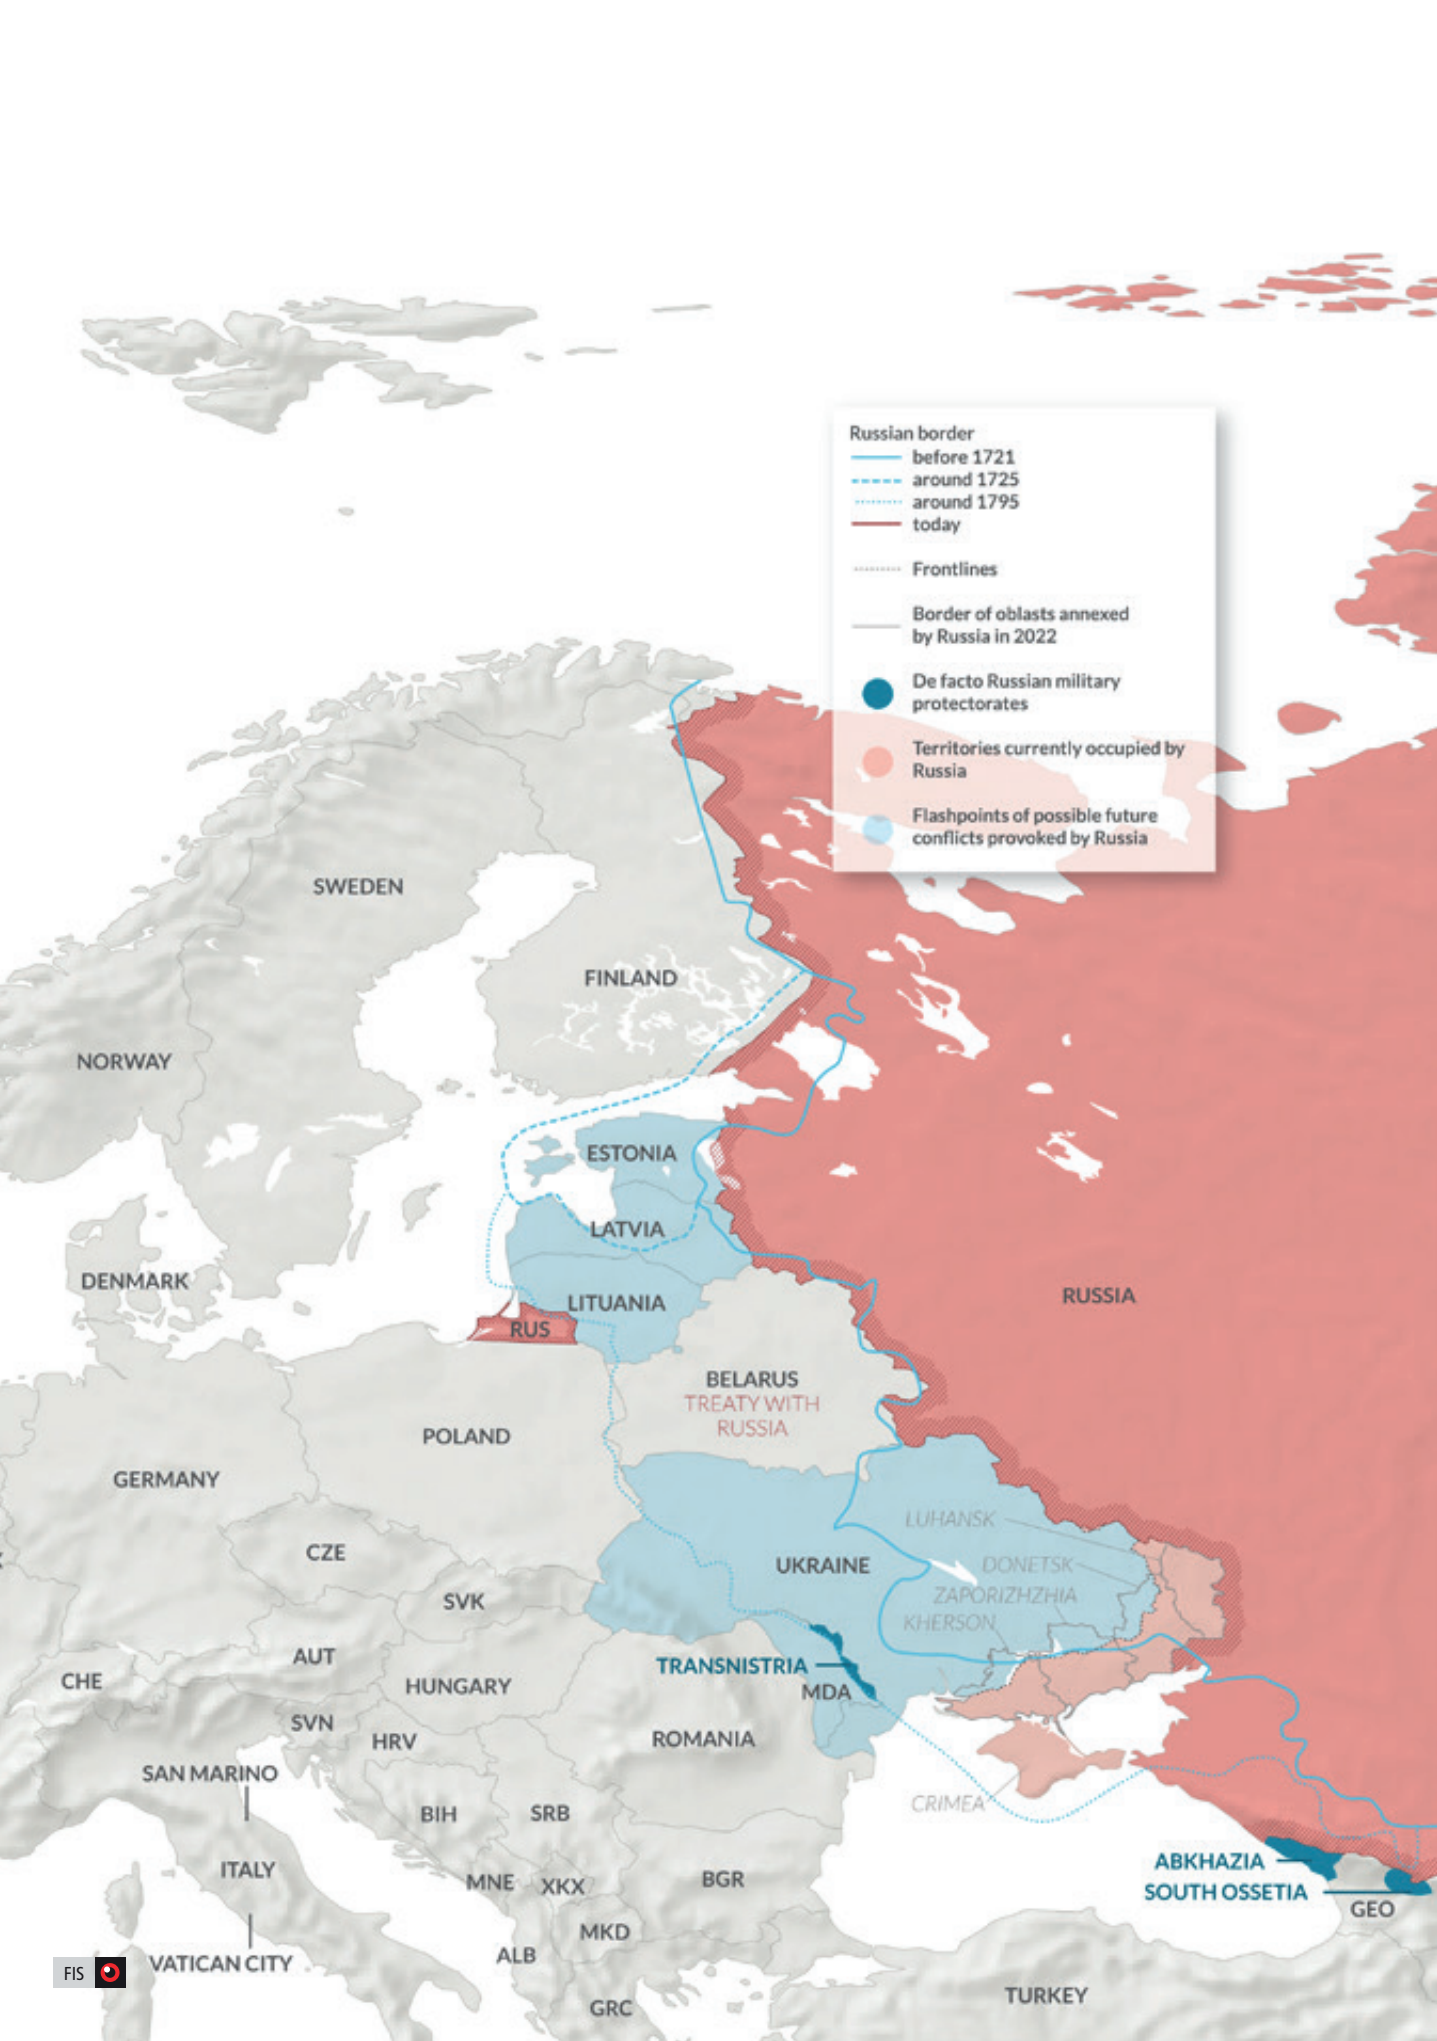 Russian border
before 1721
around 1725
around 1795
today
Frontlines
Border of oblasts annexed
by Russia in 2022
De facto Russian military
protectorates
Territories currently occupied by
Russia
Flashpoints of possible future
conflicts provoked by Russia
SWEDEN
FINLAND
NORWAY
ESTONIA
LATVIA
DENMARK
RUSSIA
LITUANIA
RUS
BELARUS
TREATY WITH
RUSSIA
POLAND
GERMANY
LUHANSK
CZE
UKRAINE
DONETSK
ZAPORIZHZHIA
SVK
KHERSON
AUT
TRANSNISTRIA
CHE
HUNGARY
MDA
SVN
HRV
ROMANIA
SAN MARINO
CRIMEA
BIH
SRB
ABKHAZIA
ITALY
MNE
XKX
BGR
SOUTH OSSETIA
GEO
MKD
ALB
VATICAN CITY
FIS
TURKEY
GRC